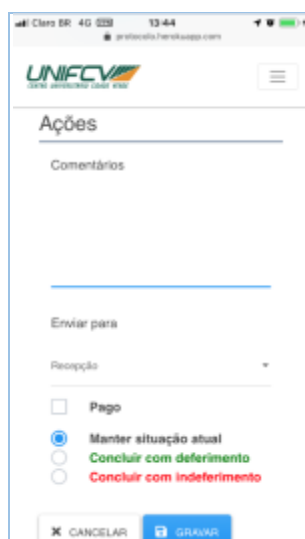 Claro BR 4G 13:44
protocolo.herokuapp.com
UNIFCV
CENTRO UNIVERSITÁRIO CIDADE VERDE
Ações
Comentários
Enviar para
Recepção
Pago
Manter situação atual
Concluir com deferimento
Concluir com indeferimento
CANCELAR
GRAVAR